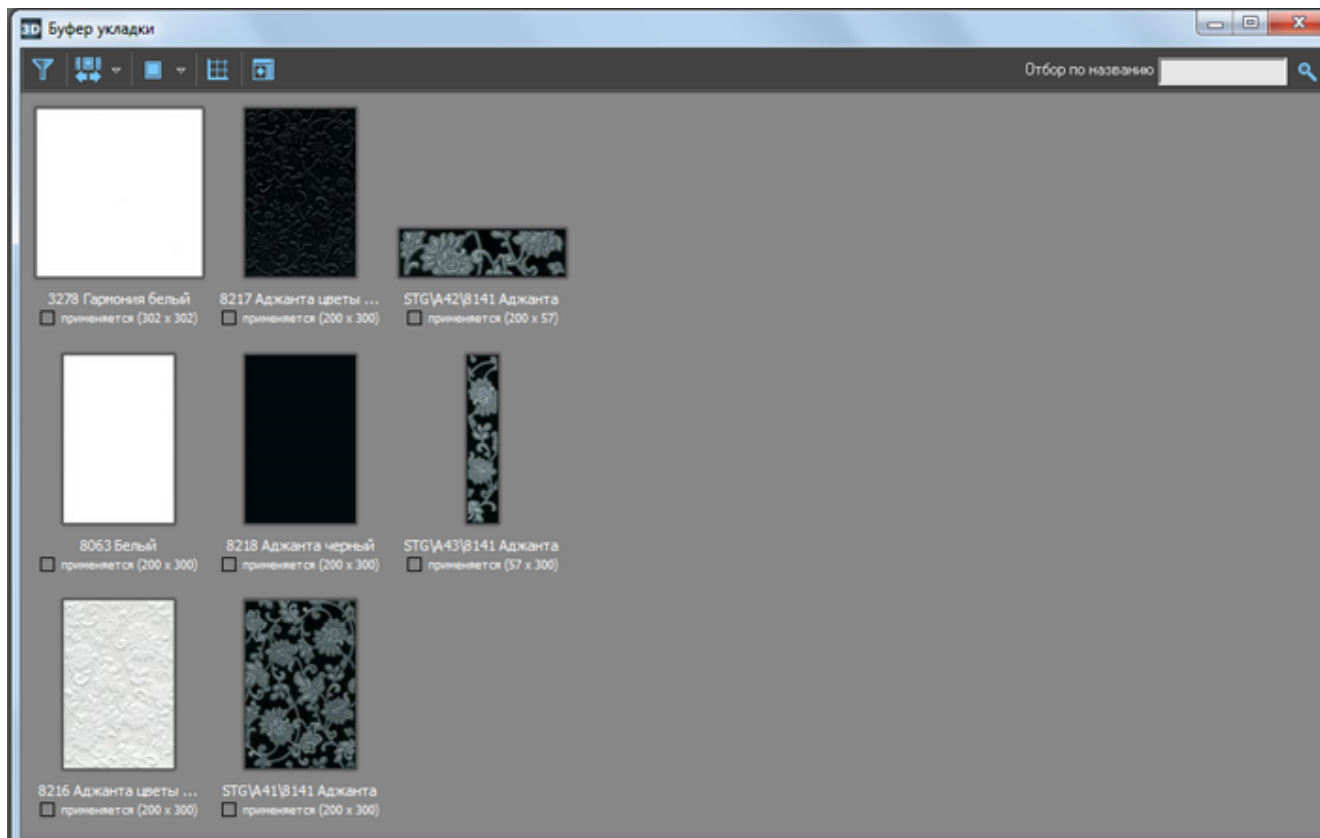 3D Буфер укладки
Отбор по названию
3278 Гармония белый
применяется (302 x 302)
8217 Аджанта цветы ...
применяется (200 x 300)
STG\A42\8141 Аджанта
применяется (200 x 57)
8063 Белый
применяется (200 x 300)
8218 Аджанта черный
применяется (200 x 300)
STG\A43\8141 Аджанта
применяется (57 x 300)
8216 Аджанта цветы ...
применяется (200 x 300)
STG\A41\8141 Аджанта
применяется (200 x 300)